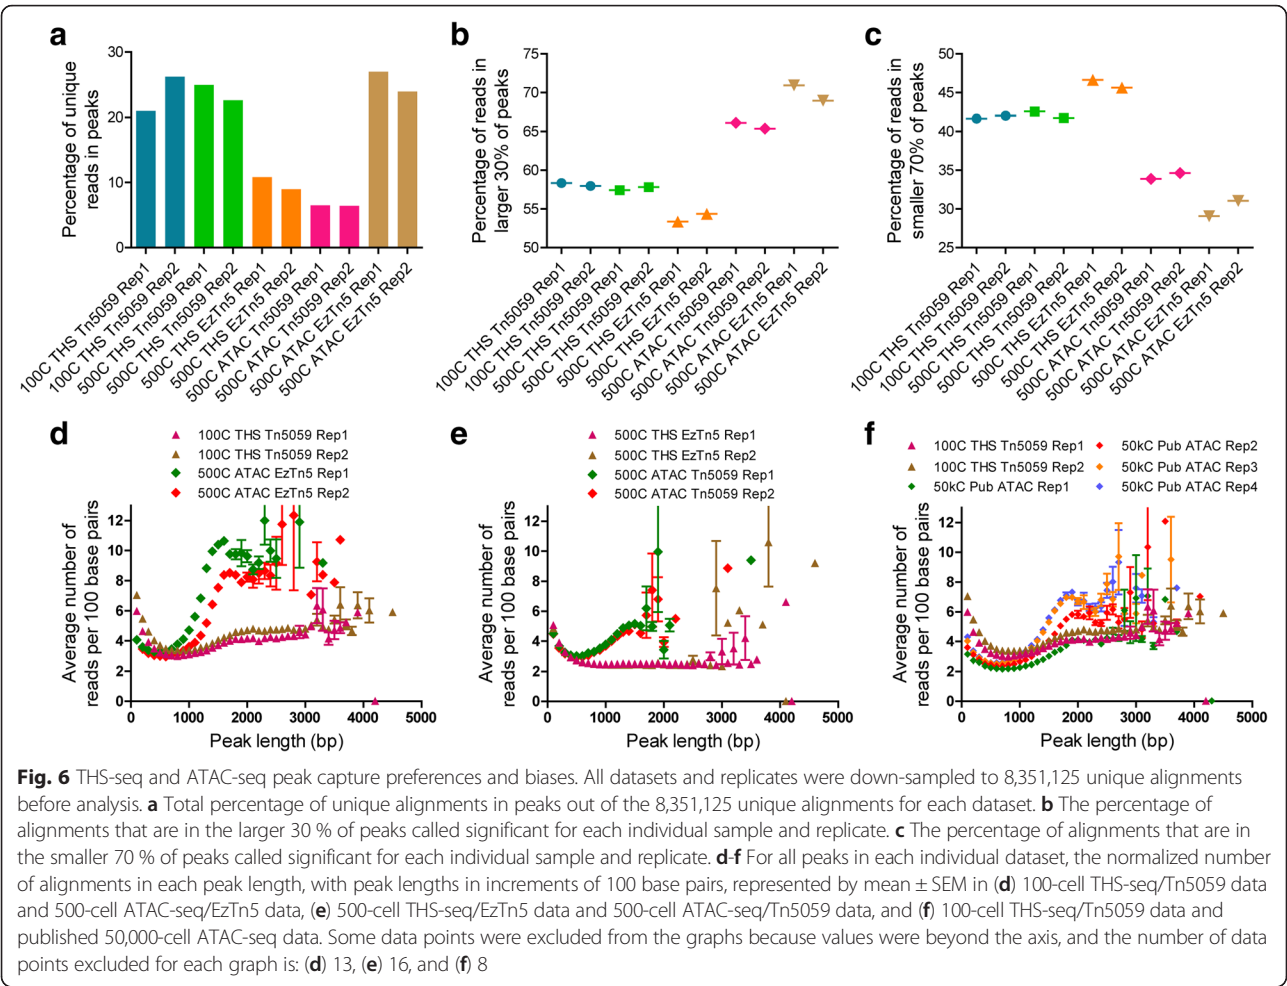 a
Percentage of unique
reads in peaks
30
20
10
0
100C THS Tn5059 Rep1
100C THS Tn5059 Rep2
500C THS Tn5059 Rep1
500C THS Tn5059 Rep2
500C THS EzTn5 Rep1
500C THS EzTn5 Rep2
500C ATAC Tn5059 Rep1
500C ATAC Tn5059 Rep2
500C ATAC EzTn5 Rep1
500C ATAC EzTn5 Rep2
b
Percentage of reads in
larger 30% of peaks
75
70
65
60
55
50
100C THS Tn5059 Rep1
100C THS Tn5059 Rep2
500C THS Tn5059 Rep1
500C THS Tn5059 Rep2
500C THS EzTn5 Rep1
500C THS EzTn5 Rep2
500C ATAC Tn5059 Rep1
500C ATAC Tn5059 Rep2
500C ATAC EzTn5 Rep1
500C ATAC EzTn5 Rep2
c
Percentage of reads in
smaller 70% of peaks
50
45
40
35
30
25
100C THS Tn5059 Rep1
100C THS Tn5059 Rep2
500C THS Tn5059 Rep1
500C THS Tn5059 Rep2
500C THS EzTn5 Rep1
500C THS EzTn5 Rep2
500C ATAC Tn5059 Rep1
500C ATAC Tn5059 Rep2
500C ATAC EzTn5 Rep1
500C ATAC EzTn5 Rep2
d
100C THS Tn5059 Rep1
100C THS Tn5059 Rep2
500C ATAC EzTn5 Rep1
500C ATAC EzTn5 Rep2
Average number of
reads per 100 base pairs
12
10
8
6
4
2
0
0 1000 2000 3000 4000 5000
Peak length (bp)
e
500C THS EzTn5 Rep1
500C THS EzTn5 Rep2
500C ATAC Tn5059 Rep1
500C ATAC Tn5059 Rep2
Average number of
reads per 100 base pairs
12
10
8
6
4
2
0
0 1000 2000 3000 4000 5000
Peak length (bp)
f
100C THS Tn5059 Rep1
100C THS Tn5059 Rep2
50kC Pub ATAC Rep1
50kC Pub ATAC Rep2
50kC Pub ATAC Rep3
50kC Pub ATAC Rep4
Average number of
reads per 100 base pairs
12
10
8
6
4
2
0
0 1000 2000 3000 4000 5000
Peak length (bp)
Fig. 6 THS-seq and ATAC-seq peak capture preferences and biases. All datasets and replicates were down-sampled to 8,351,125 unique alignments
before analysis. a Total percentage of unique alignments in peaks out of the 8,351,125 unique alignments for each dataset. b The percentage of
alignments that are in the larger 30 % of peaks called significant for each individual sample and replicate. c The percentage of alignments that are in
the smaller 70 % of peaks called significant for each individual sample and replicate. d-f For all peaks in each individual dataset, the normalized number
of alignments in each peak length, with peak lengths in increments of 100 base pairs, represented by mean ± SEM in (d) 100-cell THS-seq/Tn5059 data
and 500-cell ATAC-seq/EzTn5 data, (e) 500-cell THS-seq/EzTn5 data and 500-cell ATAC-seq/Tn5059 data, and (f) 100-cell THS-seq/Tn5059 data and
published 50,000-cell ATAC-seq data. Some data points were excluded from the graphs because values were beyond the axis, and the number of data
points excluded for each graph is: (d) 13, (e) 16, and (f) 8